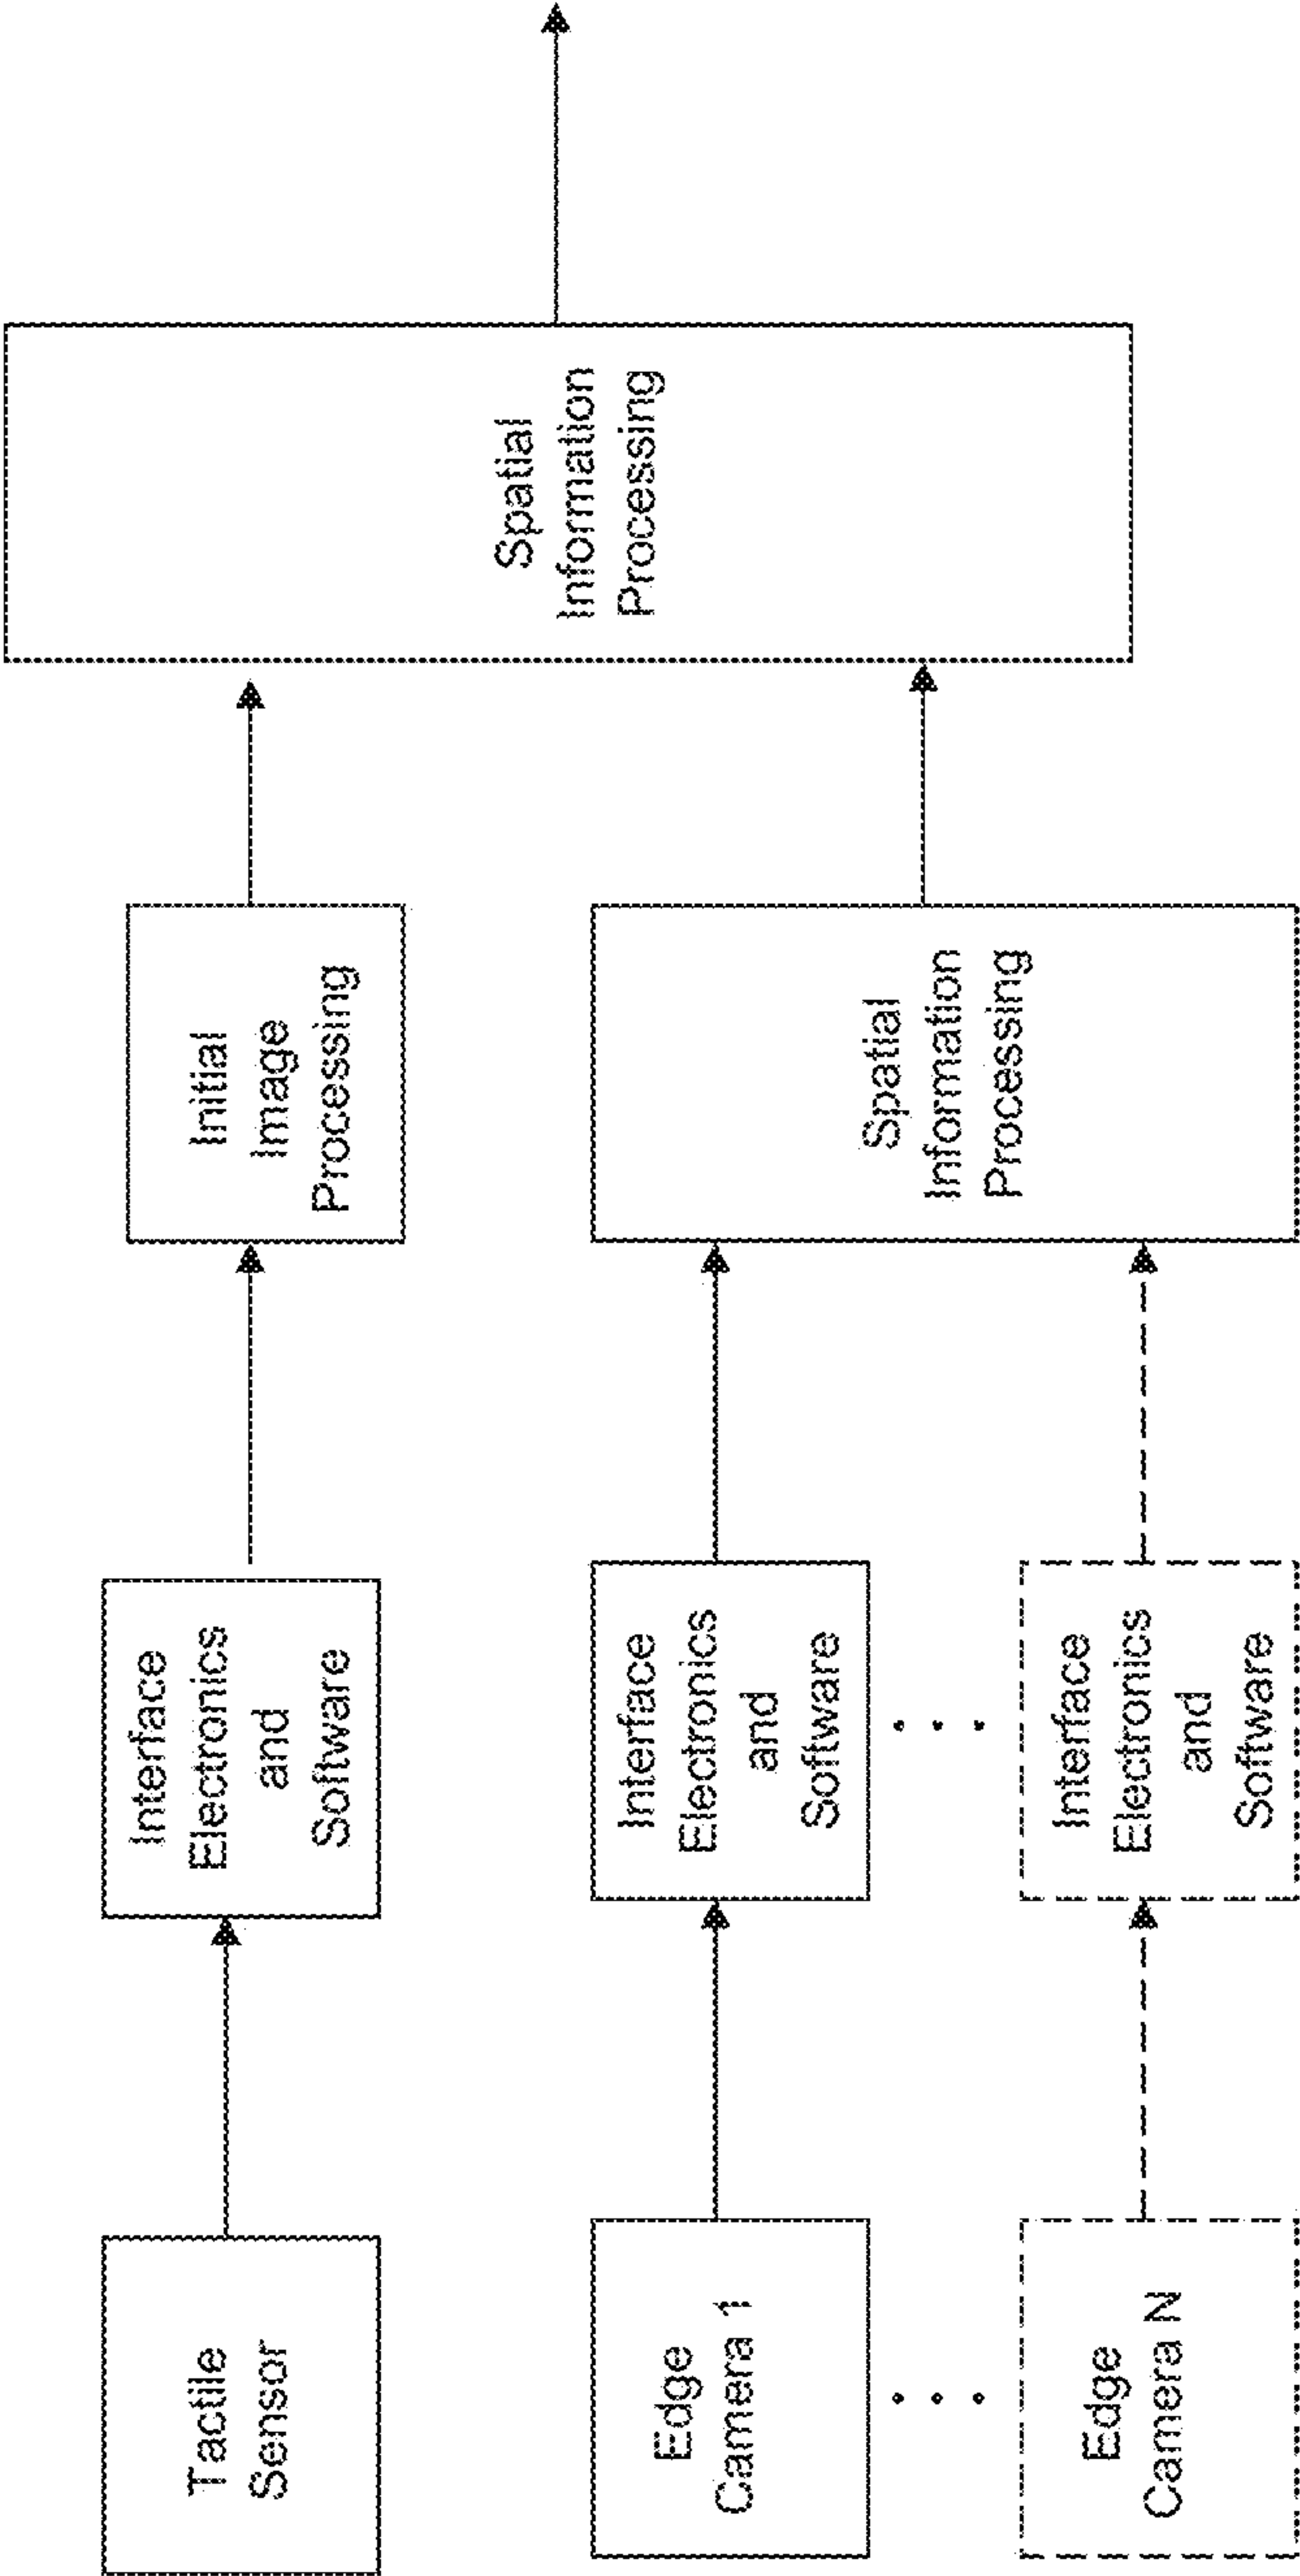 Tactile
Sensor
Interface
Electronics
and
Software
Initial
Image
Processing
Spatial
Information
Processing
Edge
Camera 1
Interface
Electronics
and
Software
Spatial
Information
Processing
Edge
Camera N
Interface
Electronics
and
Software